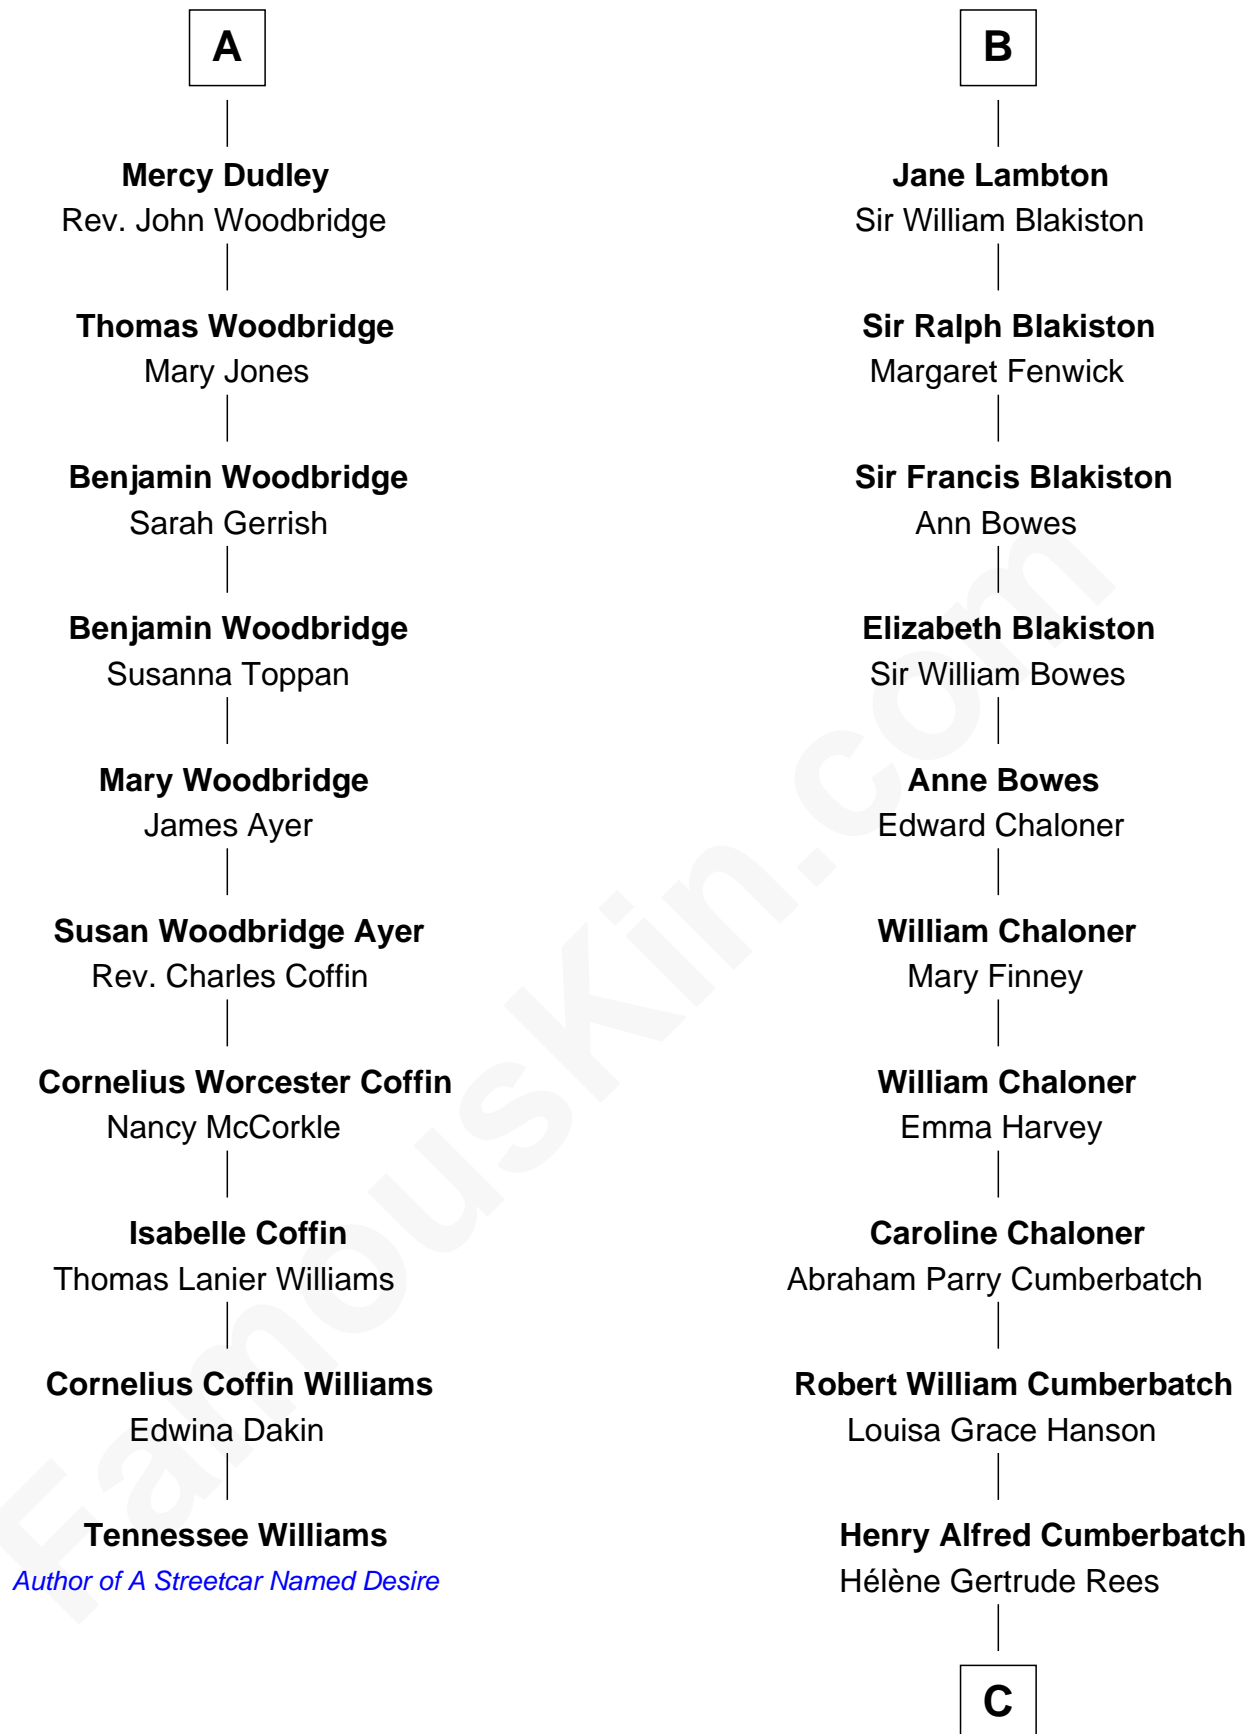 A
Mercy Dudley
Rev. John Woodbridge
Thomas Woodbridge
Mary Jones
Benjamin Woodbridge
Sarah Gerrish
Benjamin Woodbridge
Susanna Toppan
Mary Woodbridge
James Ayer
Susan Woodbridge Ayer
Rev. Charles Coffin
Cornelius Worcester Coffin
Nancy McCorkle
Isabelle Coffin
Thomas Lanier Williams
Cornelius Coffin Williams
Edwina Dakin
Tennessee Williams
Author of A Streetcar Named Desire
B
Jane Lambton
Sir William Blakiston
Sir Ralph Blakiston
Margaret Fenwick
Sir Francis Blakiston
Ann Bowes
Elizabeth Blakiston
Sir William Bowes
Anne Bowes
Edward Chaloner
William Chaloner
Mary Finney
William Chaloner
Emma Harvey
Caroline Chaloner
Abraham Parry Cumberbatch
Robert William Cumberbatch
Louisa Grace Hanson
Henry Alfred Cumberbatch
Hélène Gertrude Rees
C
FamousKin.com